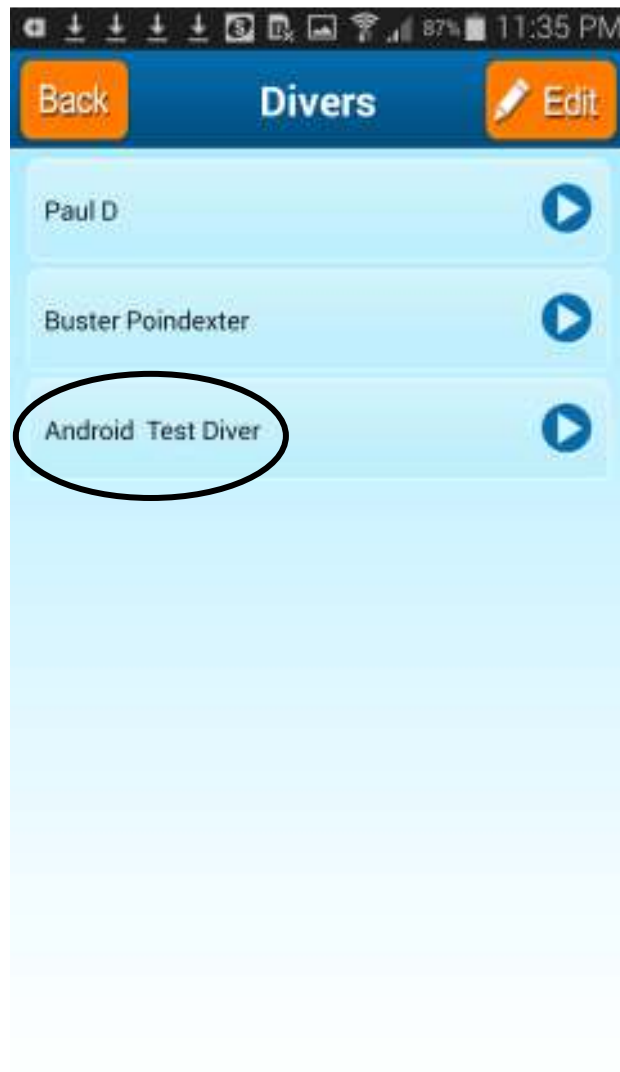 87% 11:35 PM
Back Divers Edit
Paul D
Buster Poindexter
Android Test Diver